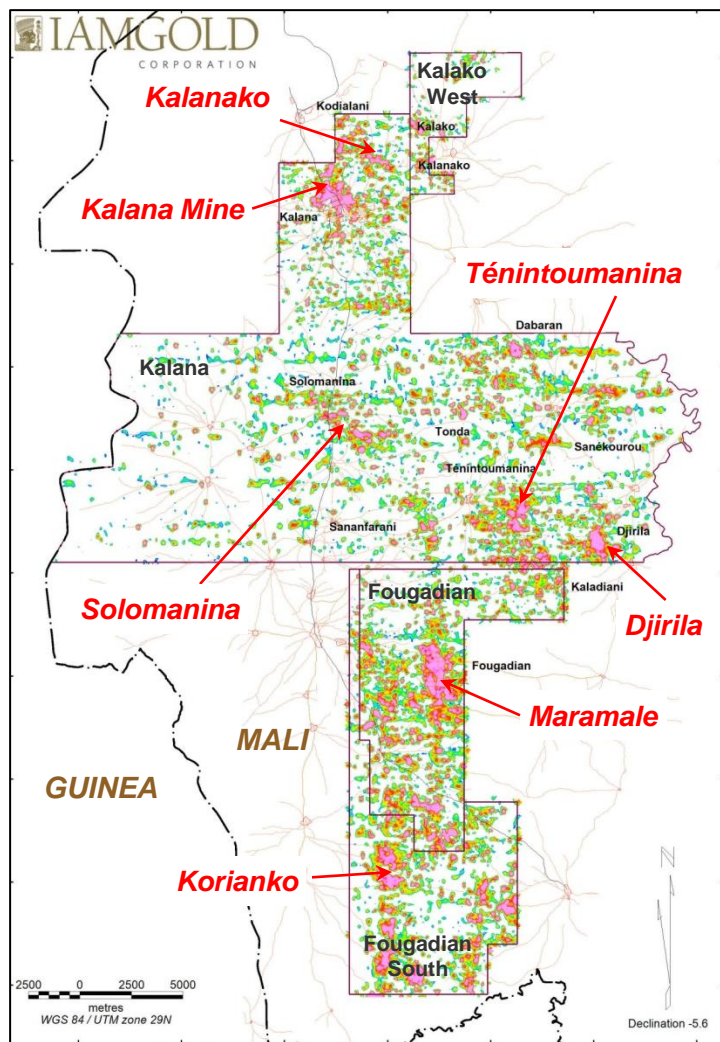 IAMGOLD
CORPORATION
Kalako
West
Kalanako
Kodialani
Kalako
Kalanako
Kalana Mine
Kalana
Ténintoumanina
Dabaran
Kalana
Solomanina
Tonda
Sanékourou
Ténintoumanina
Sananfarani
Djirila
Solomanina
Fougadian
Kaladiani
Djirila
Fougadian
Maramale
MALI
GUINEA
Korianko
Fougadian
South
N
2500 0 2500 5000
metres
WGS 84 / UTM zone 29N
Declination -5.6